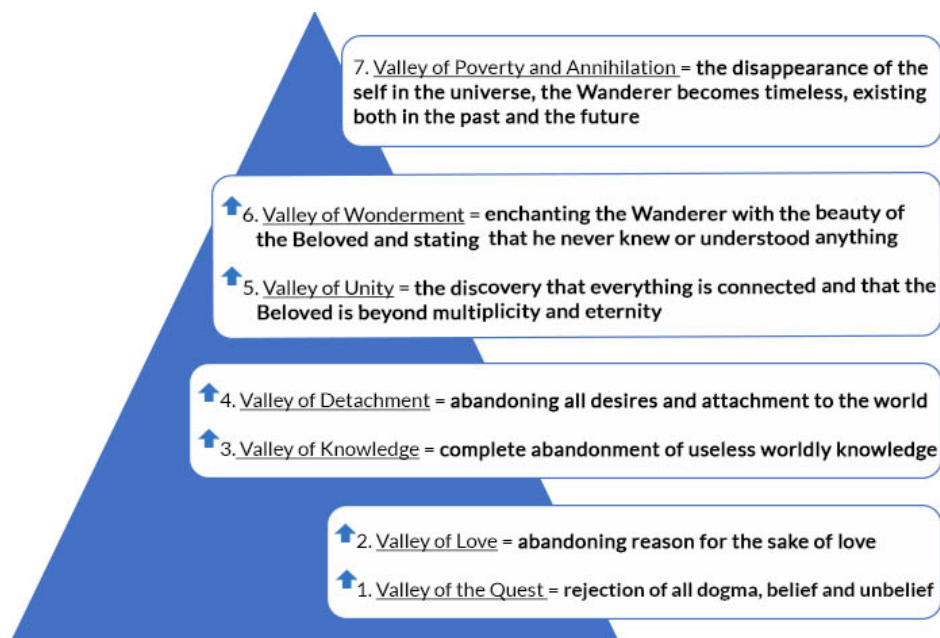 7. Valley of Poverty and Annihilation = the disappearance of the
self in the universe, the Wanderer becomes timeless, existing
both in the past and the future
6. Valley of Wonderment = enchanting the Wanderer with the beauty of
the Beloved and stating that he never knew or understood anything
5. Valley of Unity = the discovery that everything is connected and that the
Beloved is beyond multiplicity and eternity
4. Valley of Detachment = abandoning all desires and attachment to the world
3. Valley of Knowledge = complete abandonment of useless worldly knowledge
2. Valley of Love = abandoning reason for the sake of love
1. Valley of the Quest = rejection of all dogma, belief and unbelief